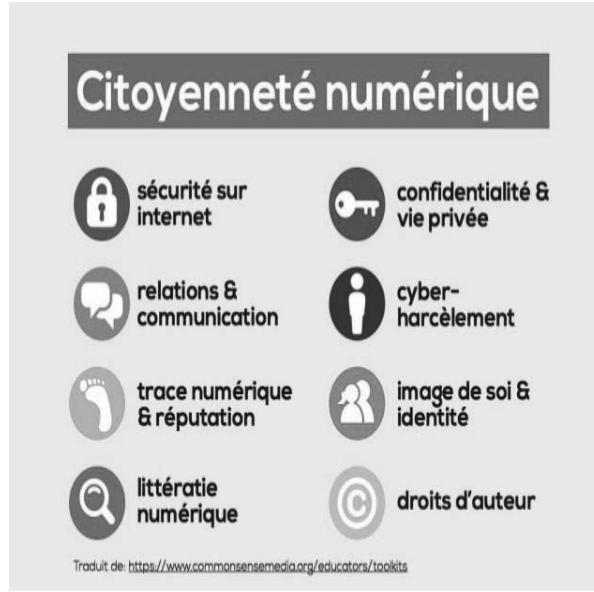 Citoyenneté numérique
sécurité sur
internet
confidentialité &
vie privée
relations &
communication
cyber-
harcèlement
trace numérique
& réputation
image de soi &
identité
littératie
numérique
©
droits d'auteur
Traduit de: https://www.commonsensemedia.org/educators/toolkits